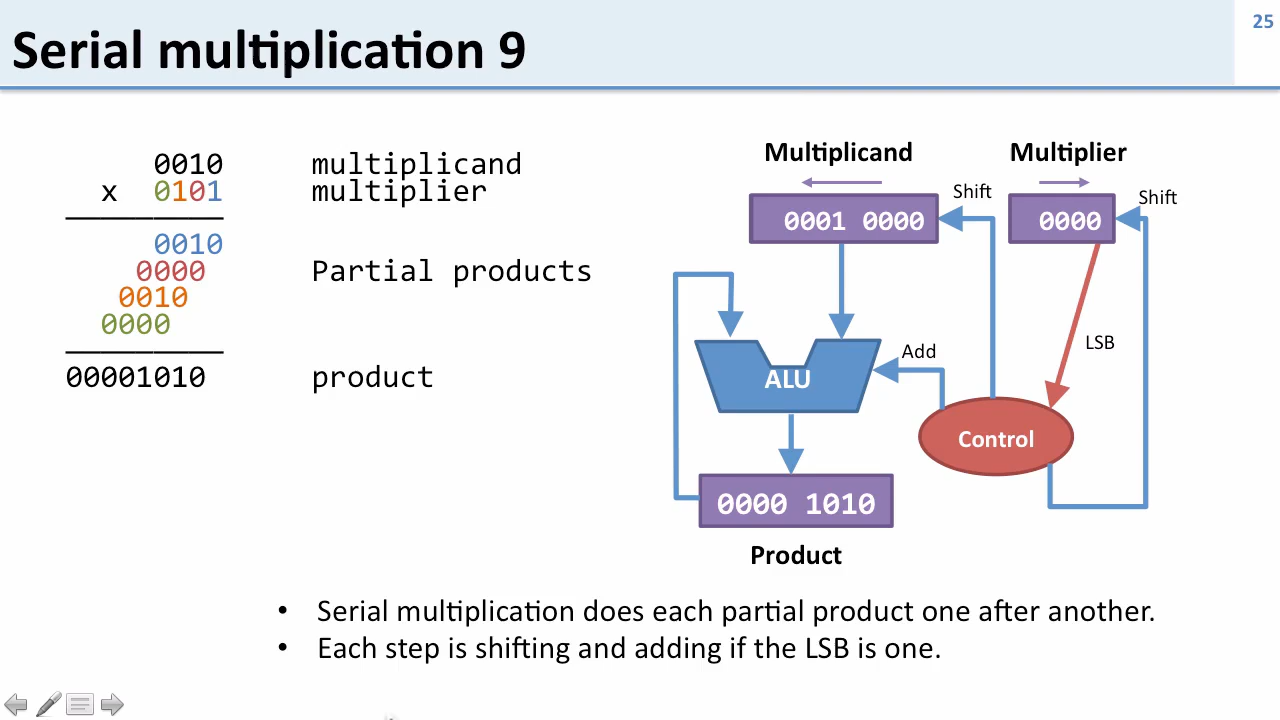 25
Serial multiplication 9
0010 multiplicand
x 0101 multiplier
0010
0000 Partial products
0010
0000
00001010 product
Multiplicand Multiplier
Shift Shift
0001 0000 0000
Add LSB
ALU
Control
0000 1010
Product
• Serial multiplication does each partial product one after another.
• Each step is shifting and adding if the LSB is one.